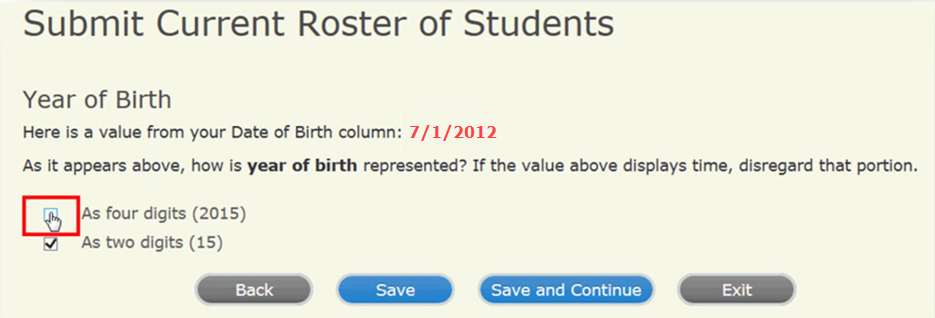 Submit Current Roster of Students
Year of Birth
Here is a value from your Date of Birth column: 7/1/2012
As it appears above, how is year of birth represented? If the value above displays time, disregard that portion.
As four digits (2015)
As two digits (15)
Back Save Save and Continue Exit